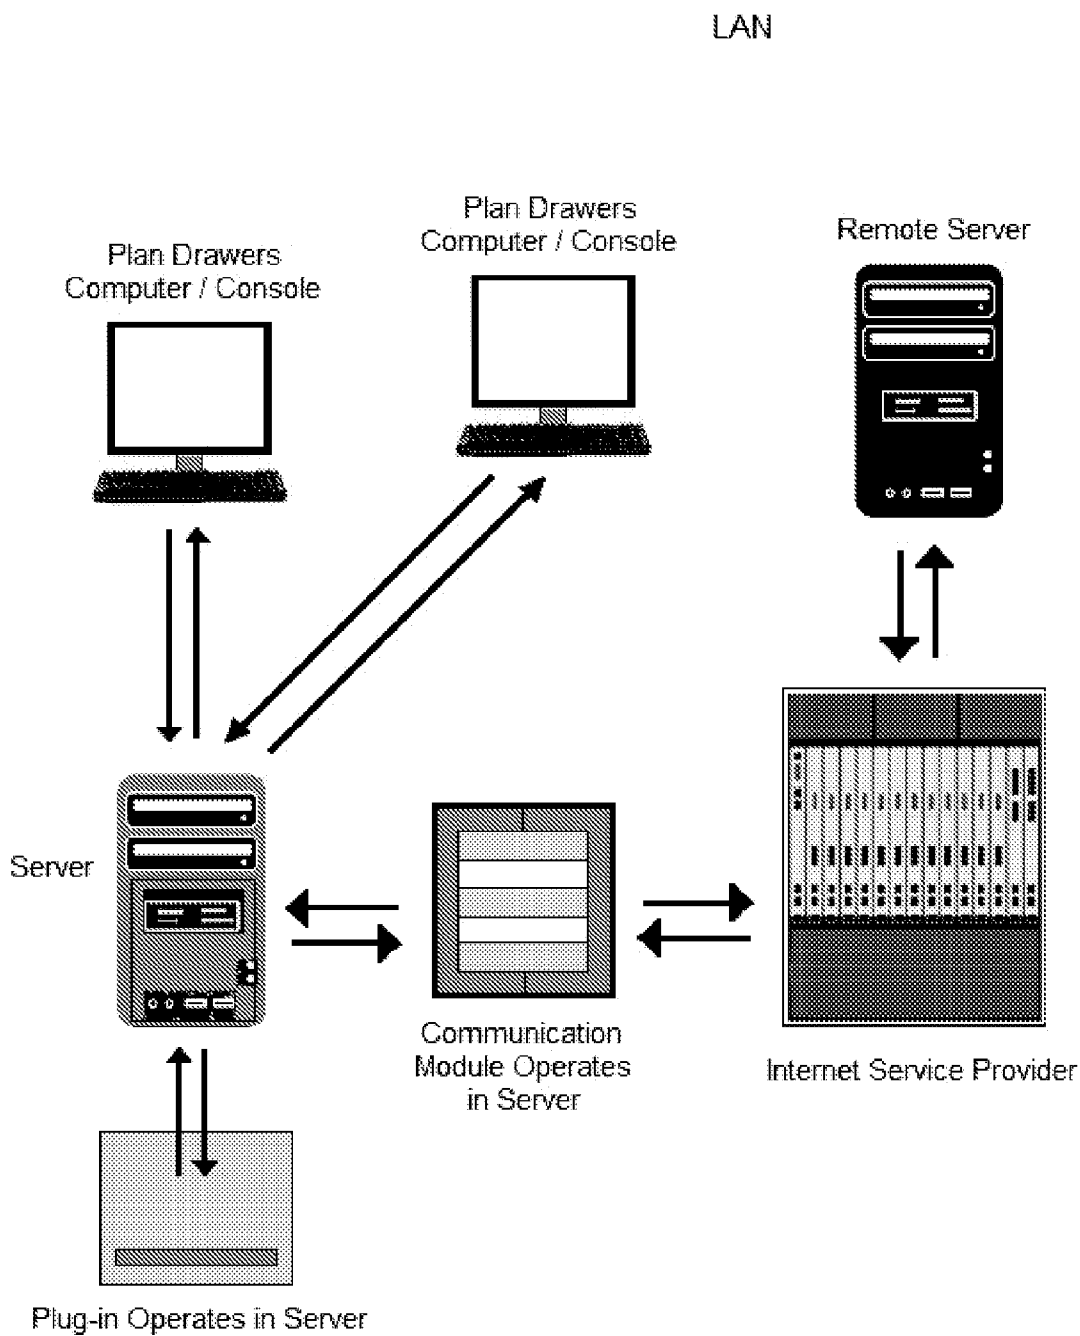 LAN
Plan Drawers
Computer / Console
Plan Drawers
Computer / Console
Remote Server
Server
Communication
Module Operates
in Server
Internet Service Provider
Plug-in Operates in Server